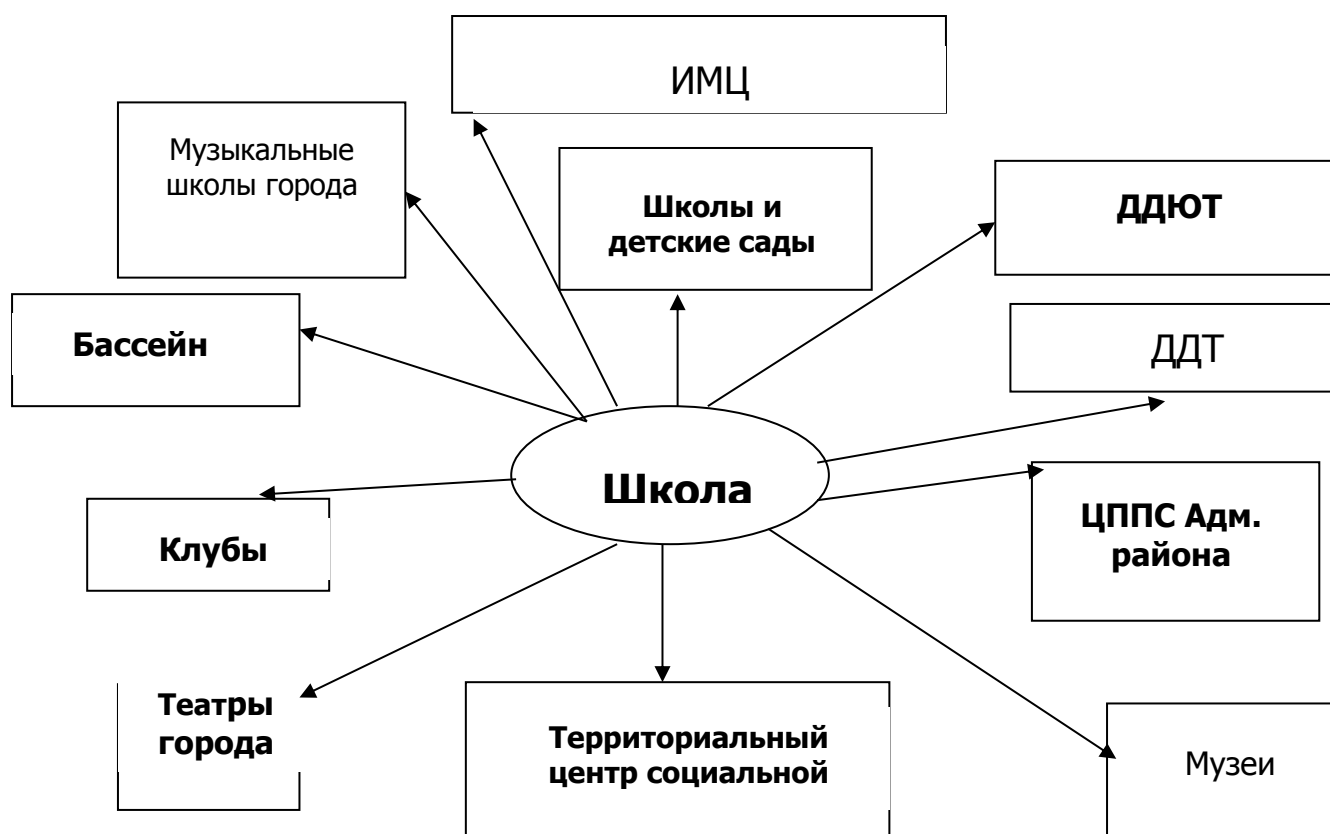 ИМЦ
Музыкальные
школы города
Школы и
детские сады
ДДЮТ
Бассейн
ДДТ
Школа
ЦППС Адм.
района
Клубы
Театры
города
Территориальный
центр социальной
Музеи